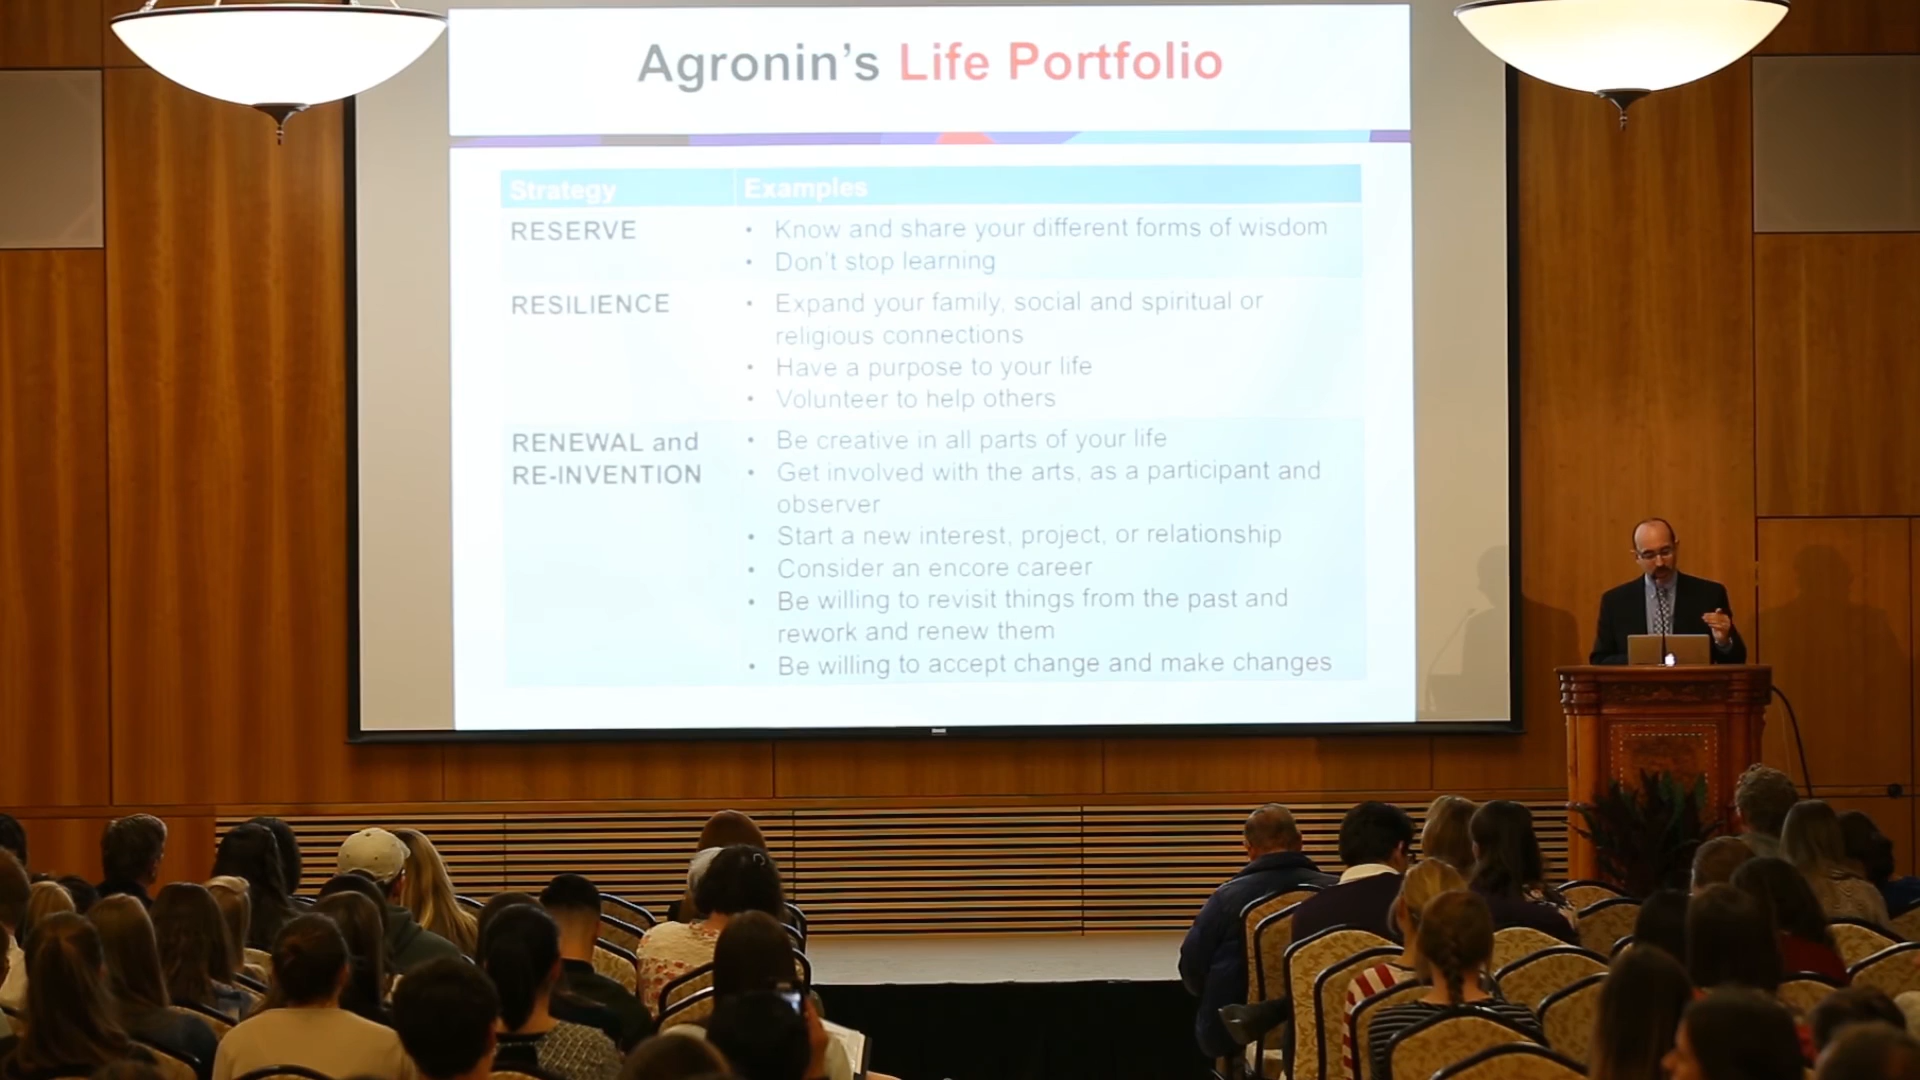 Agronin's Life Portfolio
Strategy Examples
RESERVE • Know and share your different forms of wisdom
• Don't stop learning
RESILIENCE • Expand your family, social and spiritual or
religious connections
• Have a purpose to your life
• Volunteer to help others
RENEWAL and • Be creative in all parts of your life
RE-INVENTION • Get involved with the arts, as a participant and
observer
• Start a new interest, project, or relationship
• Consider an encore career
• Be willing to revisit things from the past and
rework and renew them
• Be willing to accept change and make changes